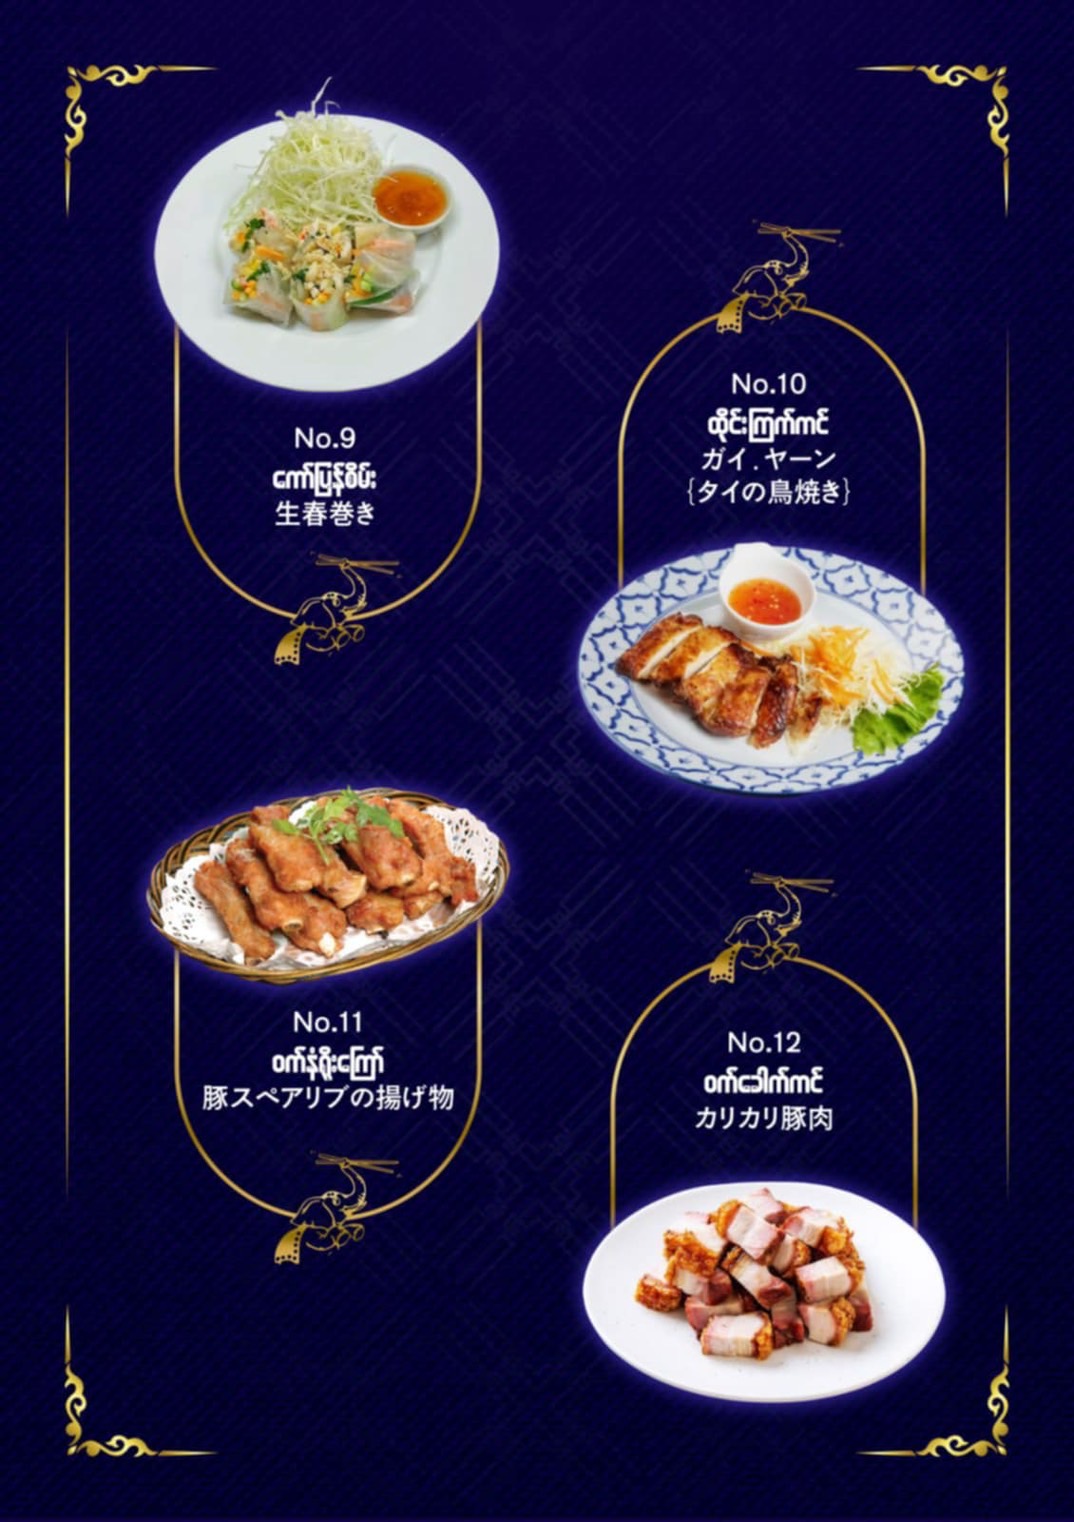 No.9
ကော်ပြန့်စိမ်း
生春巻き
No.10
ထိုင်းကြက်ကင်
ガイ.ヤーン
{タイの鳥焼き}
No.11
ဝက်နံရိုးကြော်
豚スペアリブの揚げ物
No.12
ဝက်ခေါက်ကင်
カリカリ豚肉